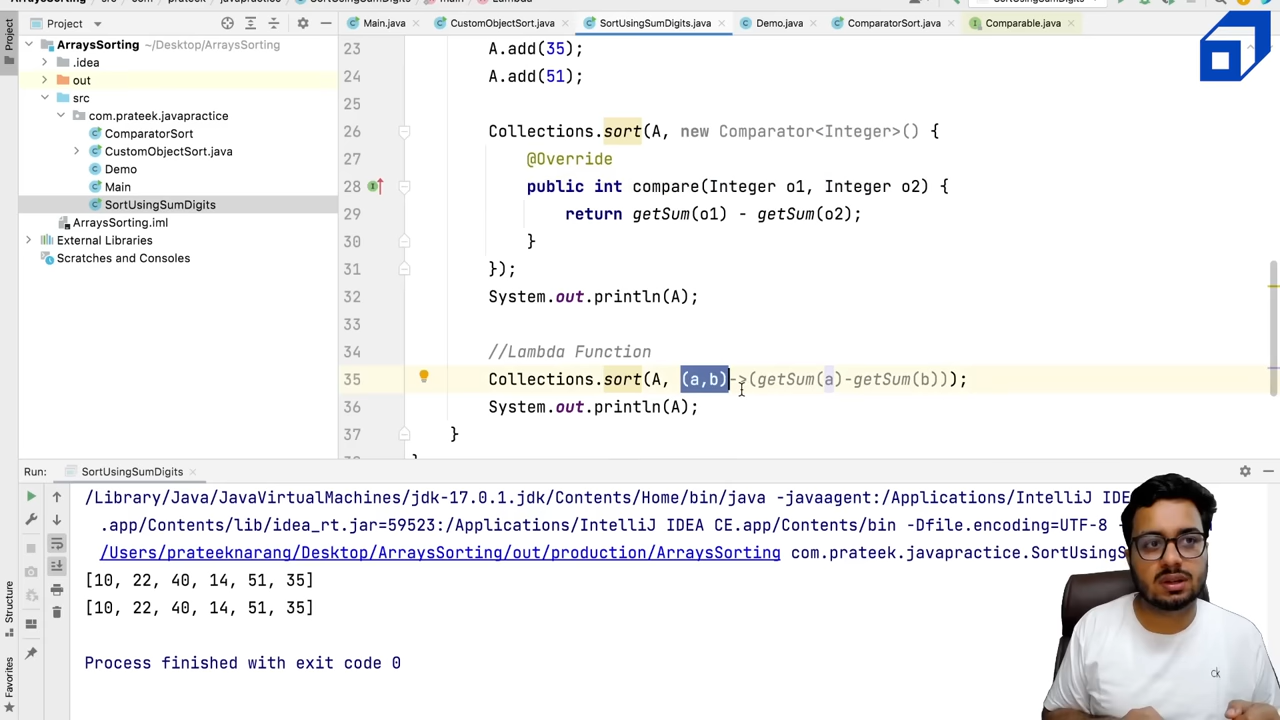 Project
Main.java
CustomObjectSort.java
SortUsingSumDigits.java
Demo.java
ComparatorSort.java
Comparable.java
ArraysSorting ~/Desktop/ArraysSorting
.idea
out
src
com.prateek.javapractice
ComparatorSort
CustomObjectSort.java
Demo
Main
SortUsingSumDigits
ArraysSorting.iml
External Libraries
Scratches and Consoles
Project
Structure
Favorites
23 A.add(35);
24 A.add(51);
25
26 Collections.sort(A, new Comparator<Integer>() {
27 @Override
28 public int compare(Integer o1, Integer o2) {
29 return getSum(o1) - getSum(o2);
30 }
31 });
32 System.out.println(A);
33
34 //Lambda Function
35 Collections.sort(A, (a,b)->(getSum(a)-getSum(b)));
36 System.out.println(A);
37 }
Run: SortUsingSumDigits
/Library/Java/JavaVirtualMachines/jdk-17.0.1.jdk/Contents/Home/bin/java -javaagent:/Applications/IntelliJ IDE
.app/Contents/lib/idea_rt.jar=59523:/Applications/IntelliJ IDEA CE.app/Contents/bin -Dfile.encoding=UTF-8
/Users/prateeknarang/Desktop/ArraysSorting/out/production/ArraysSorting com.prateek.javapractice.SortUsingS
[10, 22, 40, 14, 51, 35]
[10, 22, 40, 14, 51, 35]
Process finished with exit code 0
ck